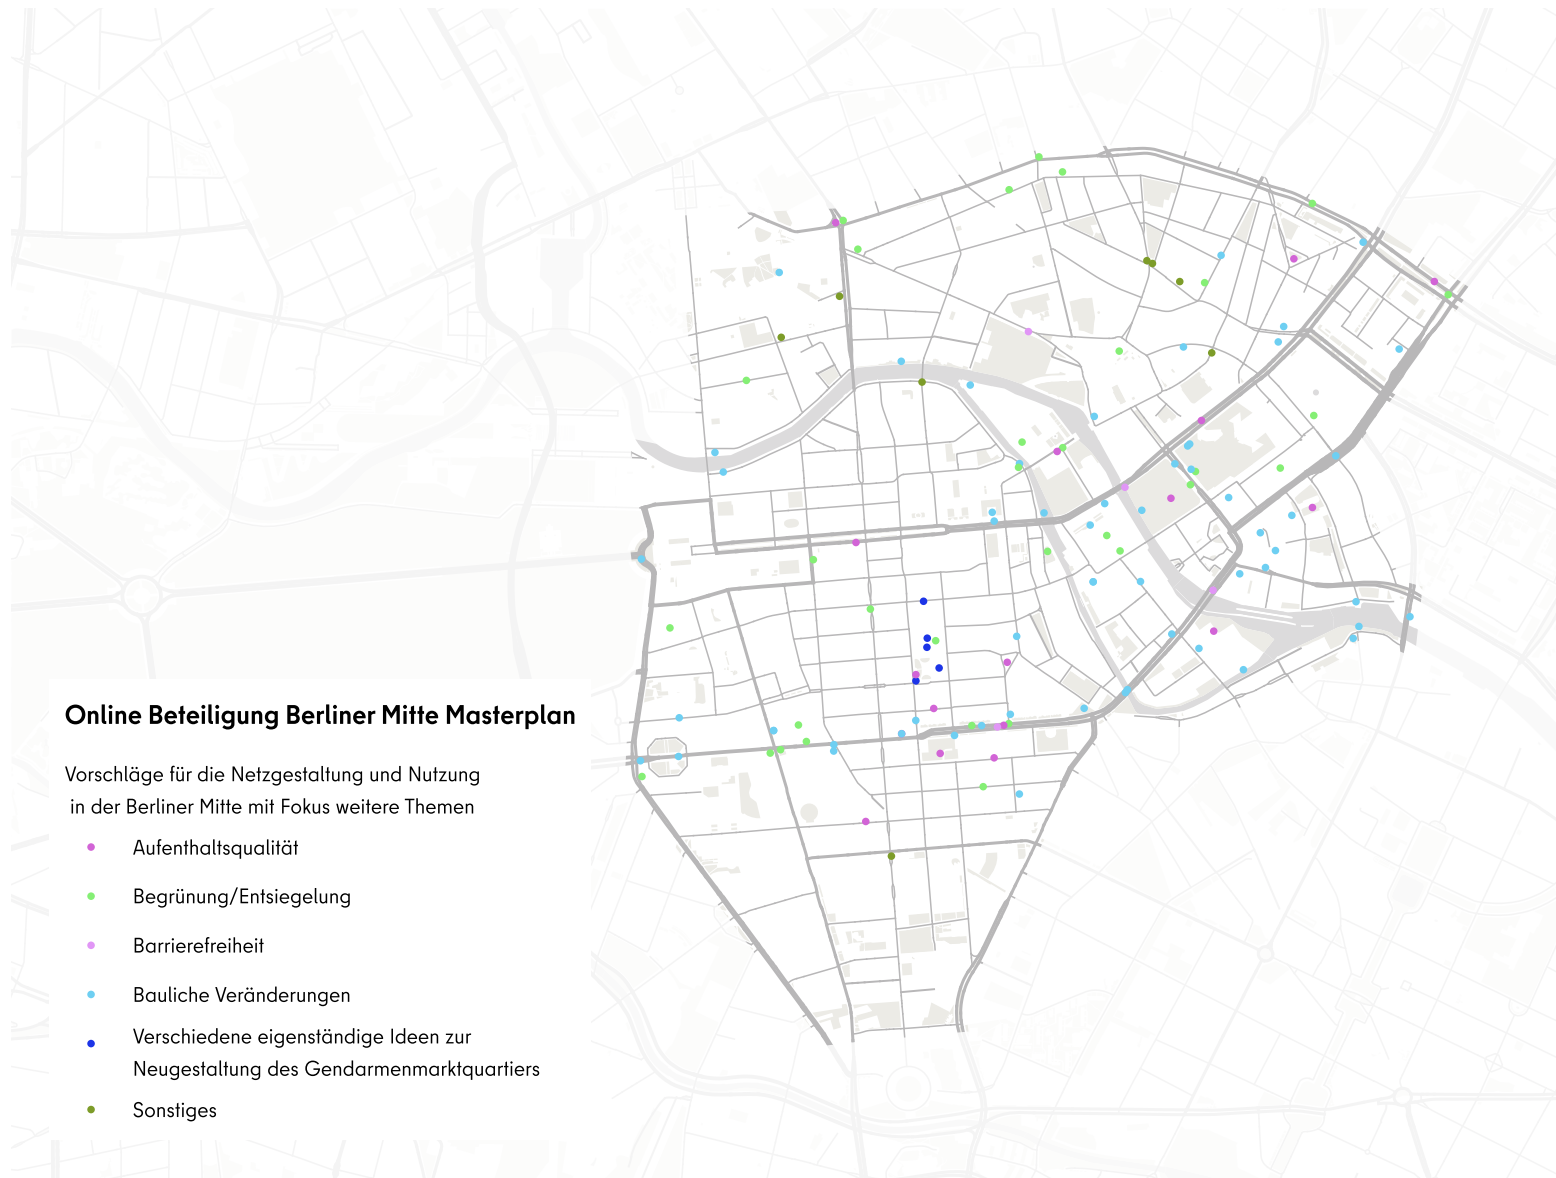 Online Beteiligung Berliner Mitte Masterplan
Vorschläge für die Netzgestaltung und Nutzung
in der Berliner Mitte mit Fokus weitere Themen
Aufenthaltsqualität
Begrünung/Entsiegelung
Barrierefreiheit
Bauliche Veränderungen
Verschiedene eigenständige Ideen zur
Neugestaltung des Gendarmenmarktquartiers
Sonstiges